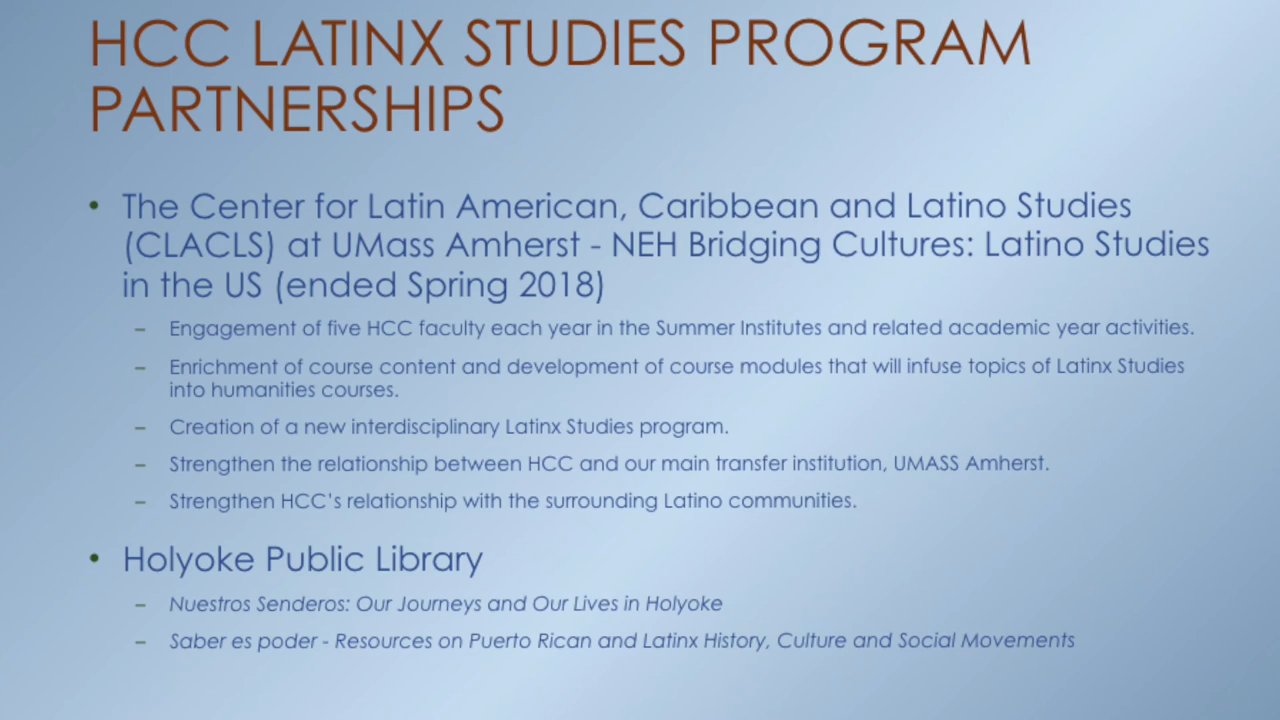 HCC LATINX STUDIES PROGRAM
PARTNERSHIPS
• The Center for Latin American, Caribbean and Latino Studies
(CLACLS) at UMass Amherst - NEH Bridging Cultures: Latino Studies
in the US (ended Spring 2018)
– Engagement of five HCC faculty each year in the Summer Institutes and related academic year activities.
– Enrichment of course content and development of course modules that will infuse topics of Latinx Studies
into humanities courses.
– Creation of a new interdisciplinary Latinx Studies program.
– Strengthen the relationship between HCC and our main transfer institution, UMASS Amherst.
– Strengthen HCC's relationship with the surrounding Latino communities.
• Holyoke Public Library
– Nuestros Senderos: Our Journeys and Our Lives in Holyoke
– Saber es poder - Resources on Puerto Rican and Latinx History, Culture and Social Movements